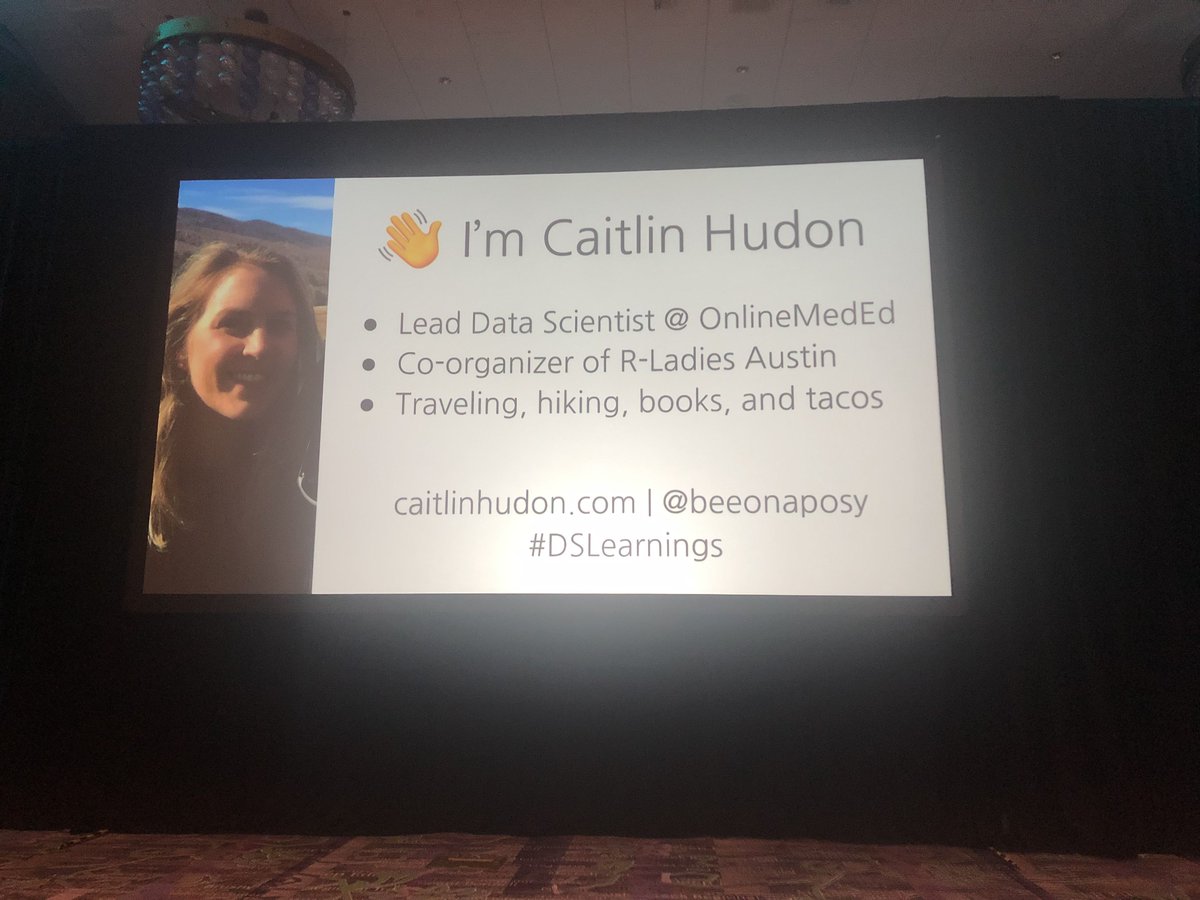 👋 I'm Caitlin Hudon
● Lead Data Scientist @ OnlineMedEd
● Co-organizer of R-Ladies Austin
● Traveling, hiking, books, and tacos
caitlinhudon.com | @beeonaposy
#DSLearnings